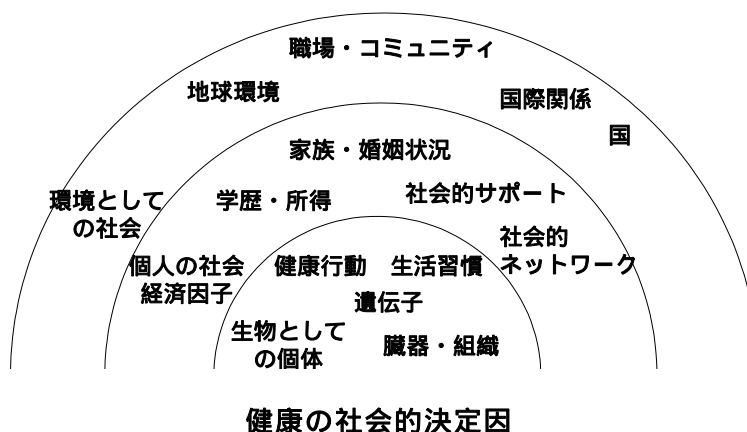 職場・コミュニティ
地球環境
国際関係
国
家族・婚姻状況
環境として
の社会
学歴・所得
社会的サポート
社会的
ネットワーク
個人の社会
経済因子
健康行動
生活習慣
遺伝子
生物として
の個体
臓器・組織
健康の社会的決定因